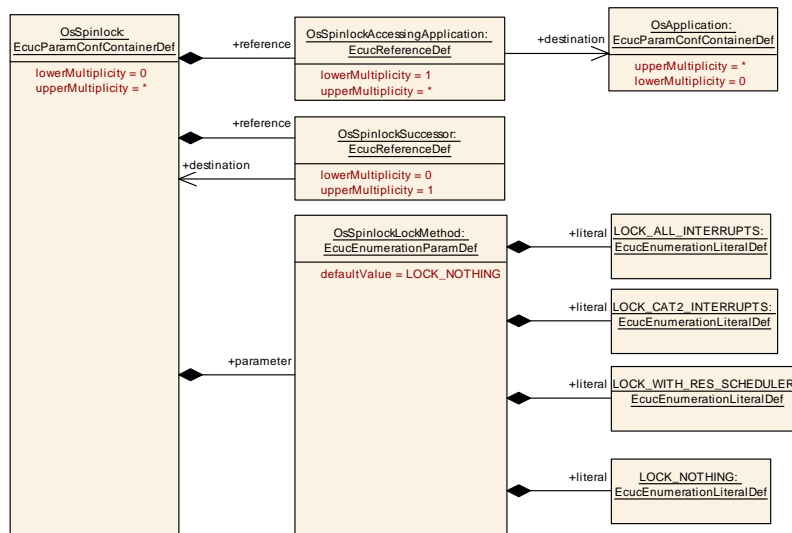 OsSpinlock:
EcucParamConfContainerDef
lowerMultiplicity = 0
upperMultiplicity = *
+reference
OsSpinlockAccessingApplication:
EcucReferenceDef
lowerMultiplicity = 1
upperMultiplicity = *
+destination
OsApplication:
EcucParamConfContainerDef
upperMultiplicity = *
lowerMultiplicity = 0
+reference
+destination
OsSpinlockSuccessor:
EcucReferenceDef
lowerMultiplicity = 0
upperMultiplicity = 1
+parameter
OsSpinlockLockMethod:
EcucEnumerationParamDef
defaultValue = LOCK_NOTHING
+literal
LOCK_ALL_INTERRUPTS:
EcucEnumerationLiteralDef
+literal
LOCK_CAT2_INTERRUPTS:
EcucEnumerationLiteralDef
+literal
LOCK_WITH_RES_SCHEDULER
EcucEnumerationLiteralDef
+literal
LOCK_NOTHING:
EcucEnumerationLiteralDef